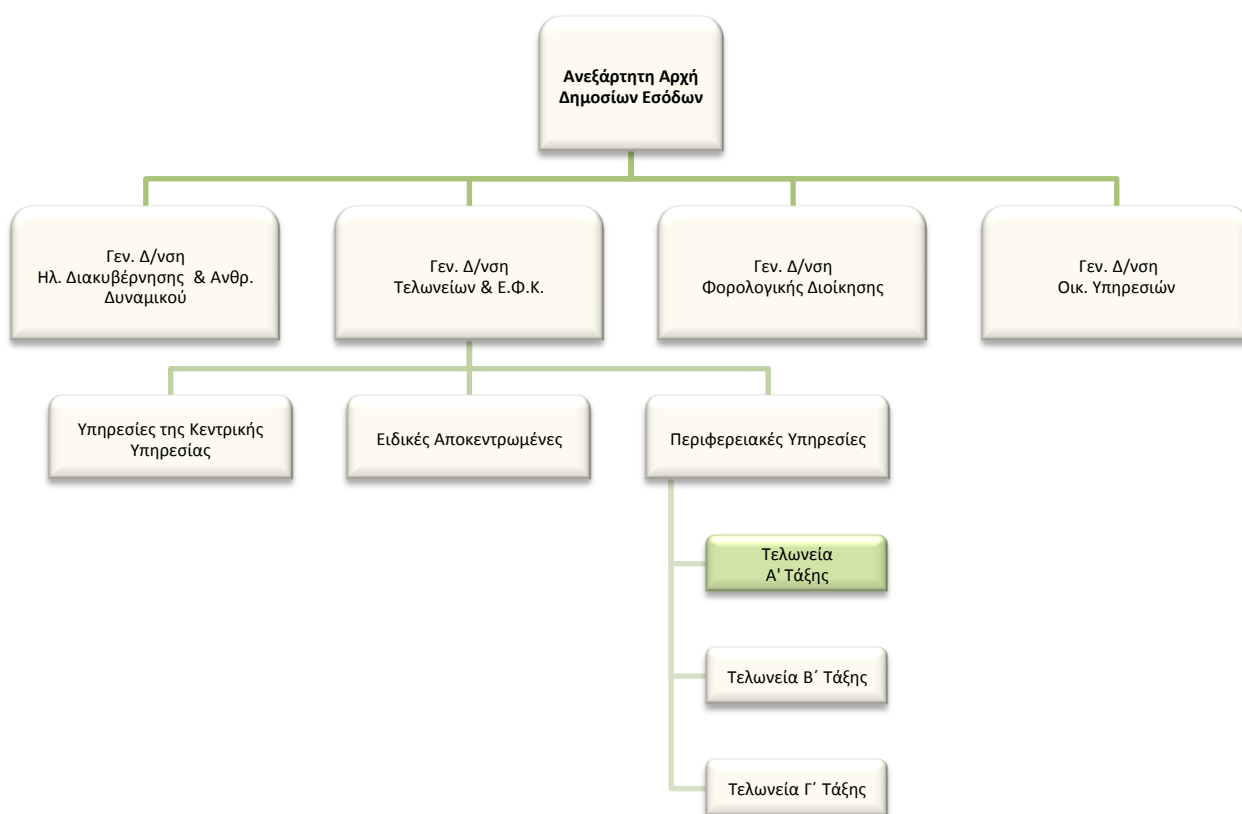 Ανεξάρτητη Αρχή
Δημοσίων Εσόδων
Γεν. Δ/νση
Ηλ. Διακυβέρνησης & Ανθρ.
Δυναμικού
Γεν. Δ/νση
Τελωνείων & Ε.Φ.Κ.
Γεν. Δ/νση
Φορολογικής Διοίκησης
Γεν. Δ/νση
Οικ. Υπηρεσιών
Υπηρεσίες της Κεντρικής
Υπηρεσίας
Ειδικές Αποκεντρωμένες
Περιφερειακές Υπηρεσίες
Τελωνεία
Α' Τάξης
Τελωνεία Β΄ Τάξης
Τελωνεία Γ΄ Τάξης